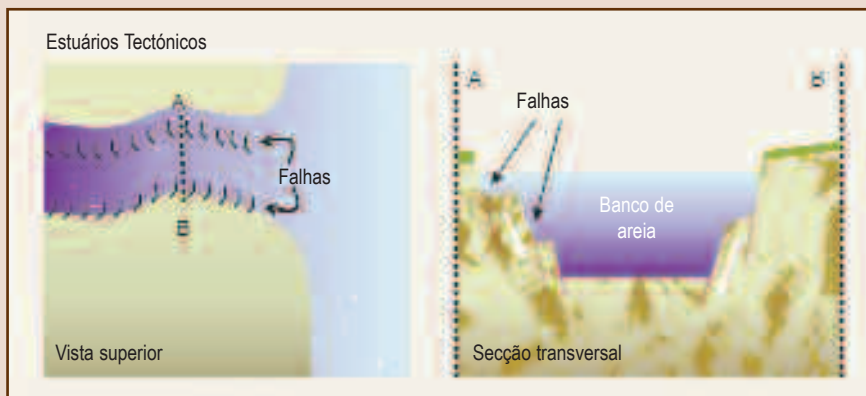 Estuários Tectónicos
A
Falhas
B
Vista superior
A
B
Falhas
Banco de
areia
Secção transversal